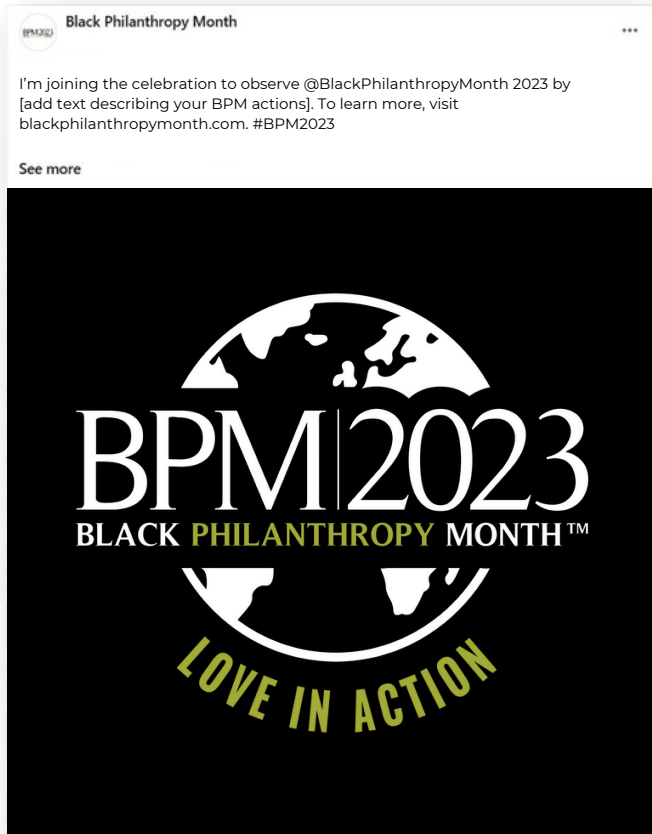 BPM2023
Black Philanthropy Month
I'm joining the celebration to observe @BlackPhilanthropyMonth 2023 by
[add text describing your BPM actions]. To learn more, visit
blackphilanthropymonth.com. #BPM2023
See more
BPM|2023
BLACK PHILANTHROPY MONTH™
LOVE IN ACTION